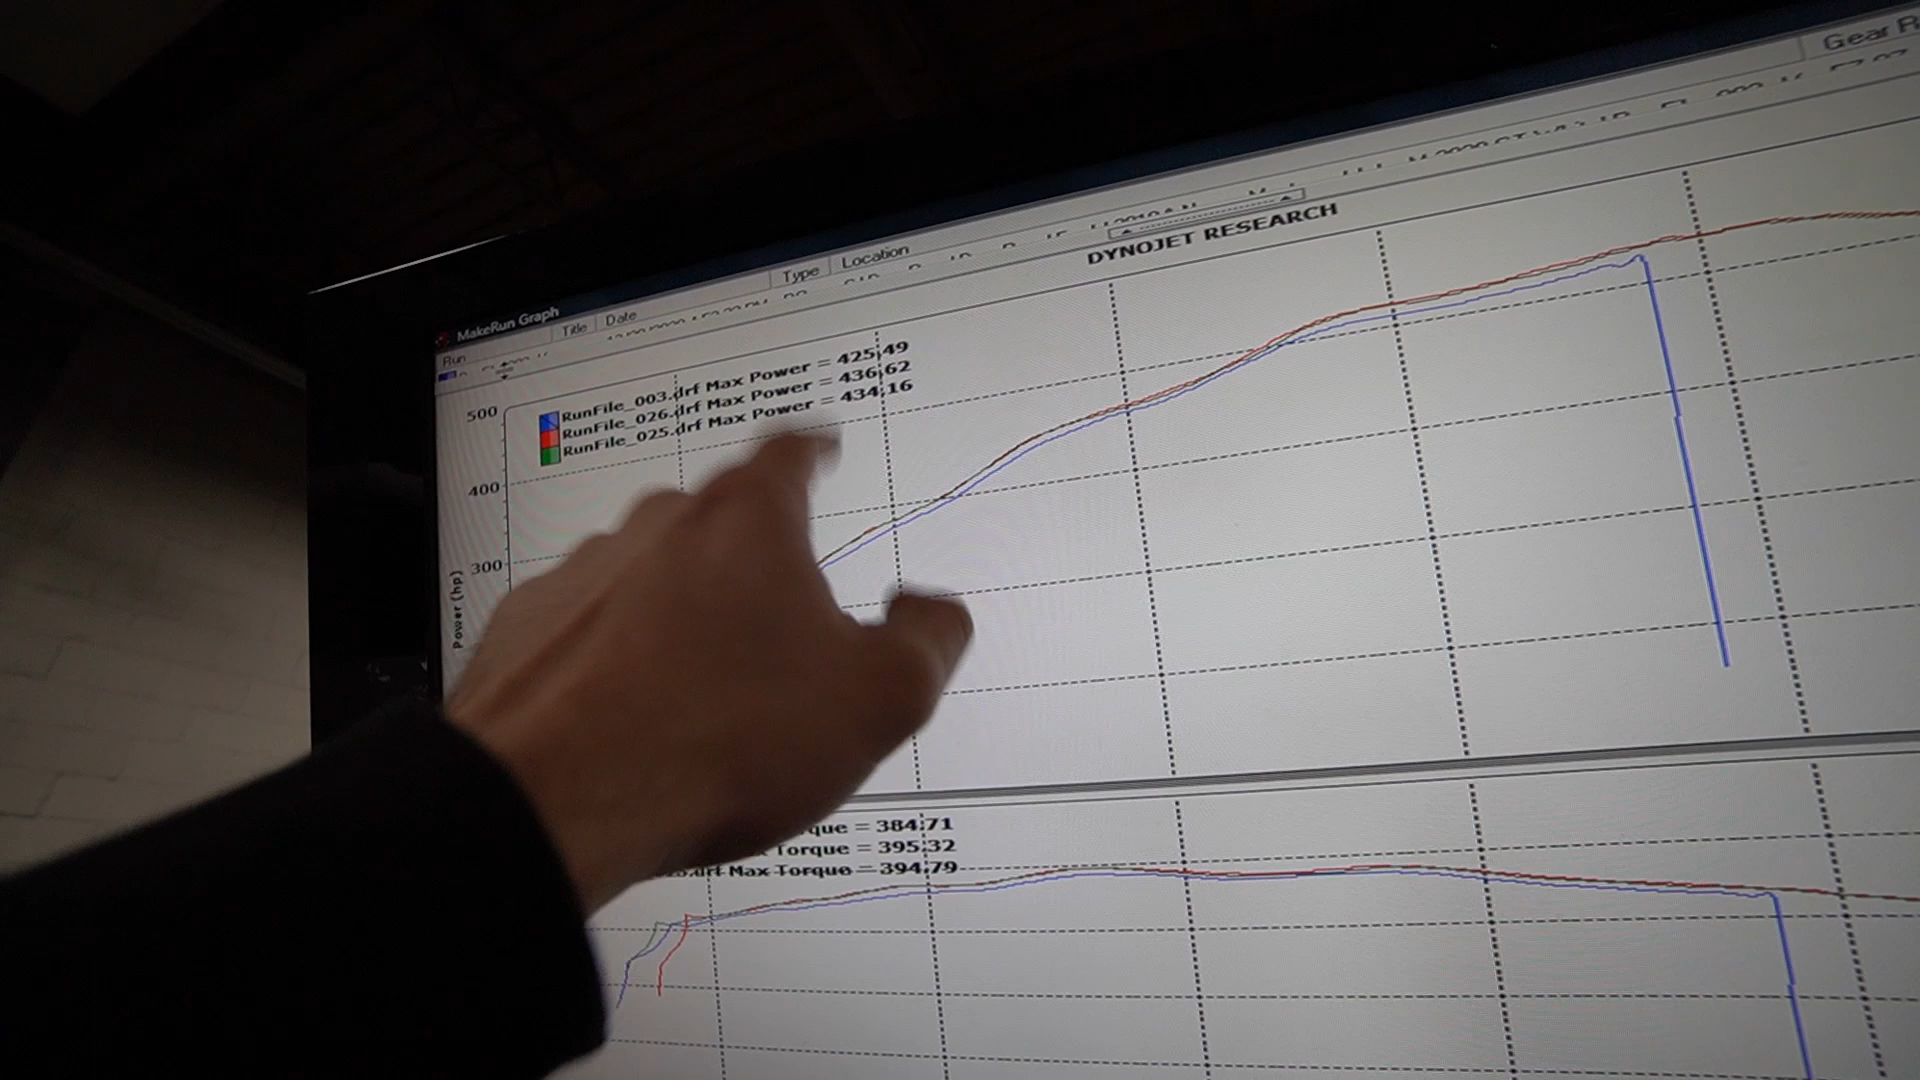 Gear R
MakeRun Graph
Run
Title
Date
Type
Location
DYNOJET RESEARCH
RunFile_003.drf Max Power = 425.49
RunFile_026.drf Max Power = 436.62
RunFile_025.drf Max Power = 434.16
500
400
300
Power (hp)
rque = 384.71
Torque = 395.32
.drf Max Torque = 394.79